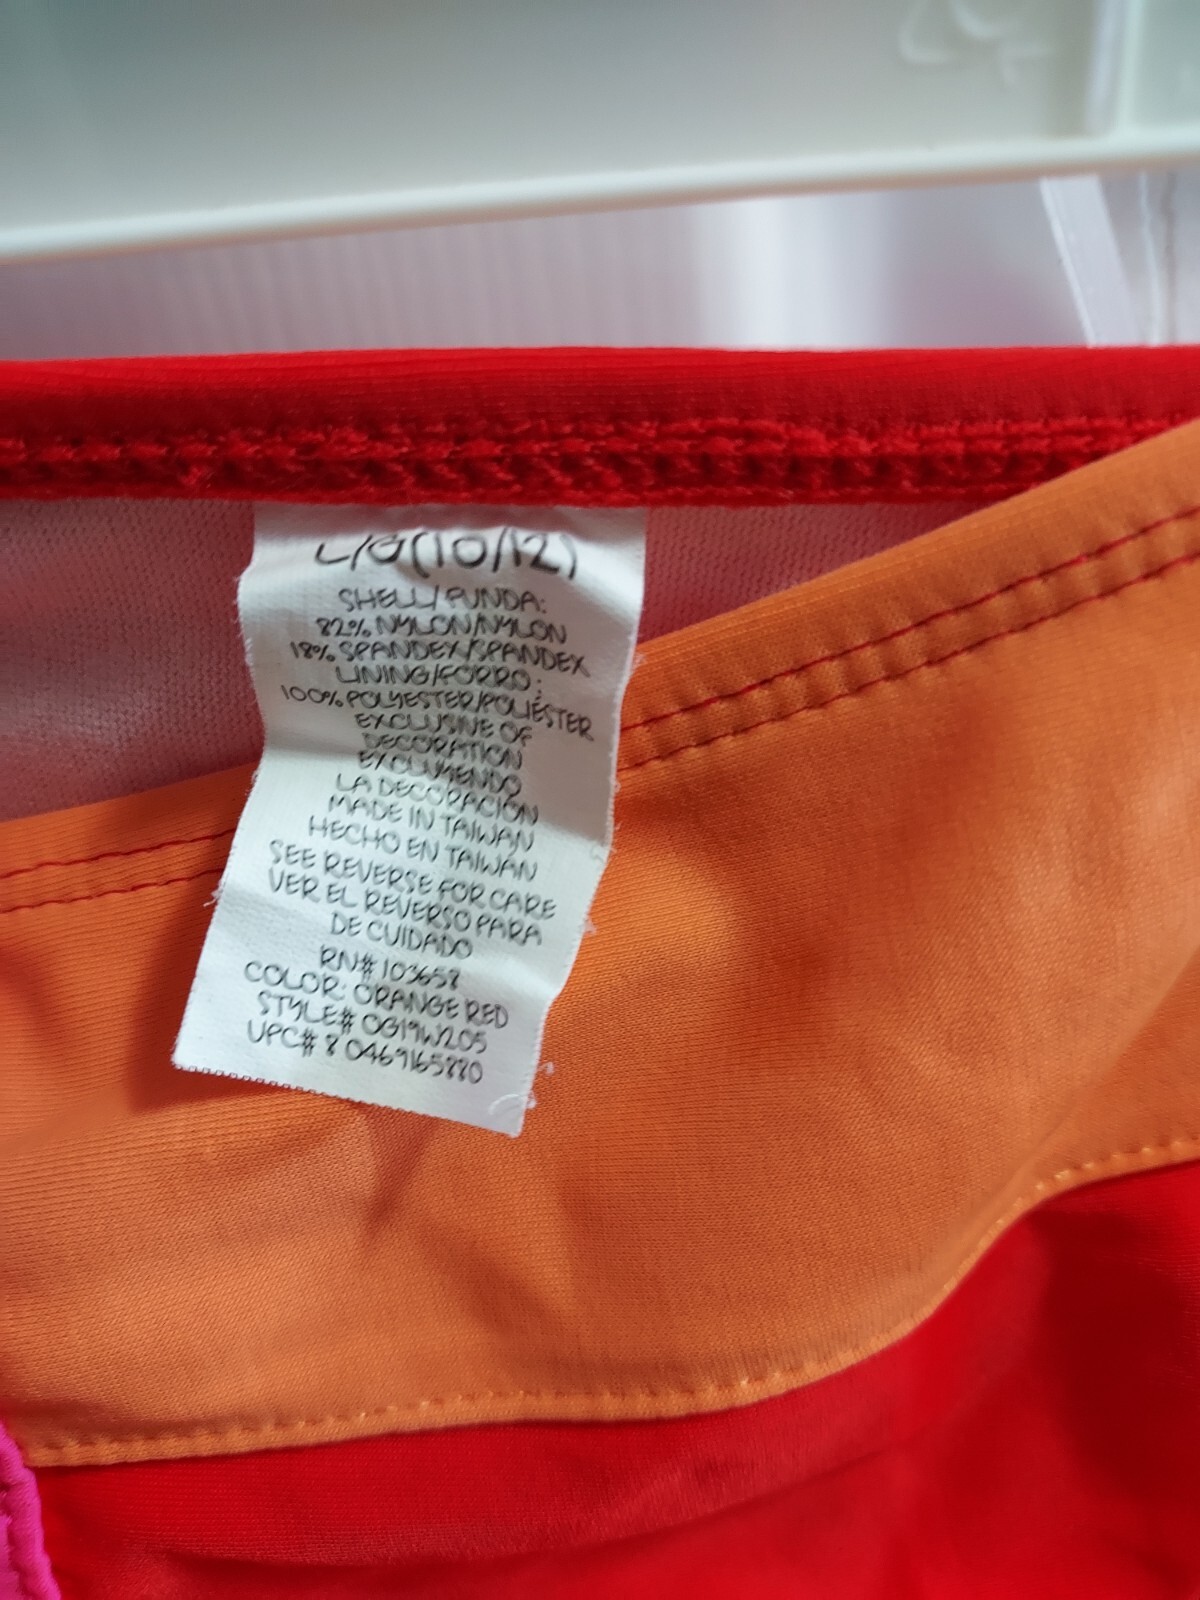 L/G(10/12)
SHELL/FUNDA:
82% NYLON/NYLON
18% SPANDEX/SPANDEX
LINING/FORRO:
100% POLYESTER/POLIÉSTER
EXCLUSIVE OF
DECORATION
EXCLUYENDO
LA DECORACIÓN
MADE IN TAIWAN
HECHO EN TAIWAN
SEE REVERSE FOR CARE
VER EL REVERSO PARA
DE CUIDADO
RN# 103658
COLOR: ORANGE RED
STYLE# OG19W205
UPC# 8 0469165880